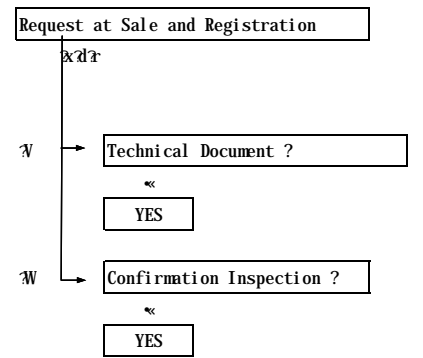 Request at Sale and Registration
?x?d?r
?V
Technical Document ?
•«
YES
?W
Confirmation Inspection ?
•«
YES